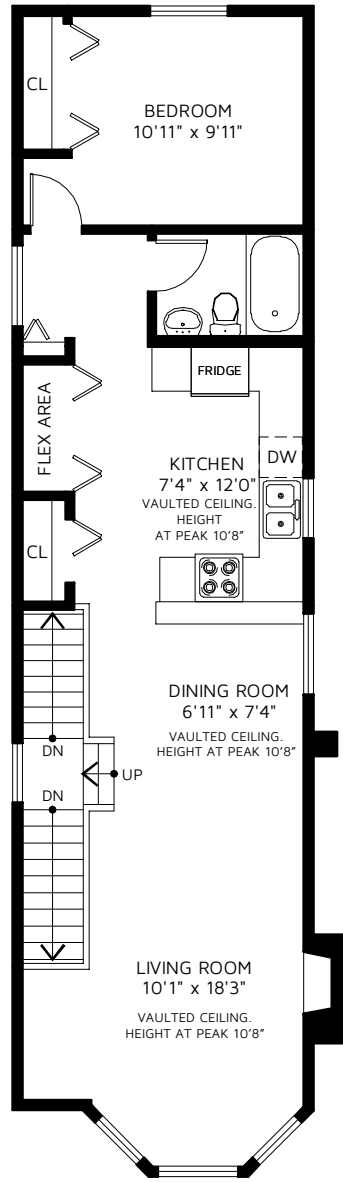 CL
BEDROOM
10'11" x 9'11"
FRIDGE
FLEX AREA
KITCHEN
7'4" x 12'0"
VAULTED CEILING.
HEIGHT
AT PEAK 10'8"
DW
CL
DINING ROOM
6'11" x 7'4"
VAULTED CEILING.
HEIGHT AT PEAK 10'8"
DN
UP
DN
LIVING ROOM
10'1" x 18'3"
VAULTED CEILING.
HEIGHT AT PEAK 10'8"